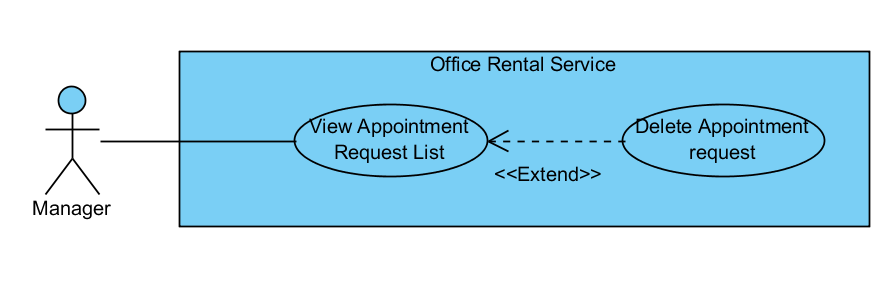 Office Rental Service
View Appointment
Request List
Delete Appointment
request
<<Extend>>
Manager